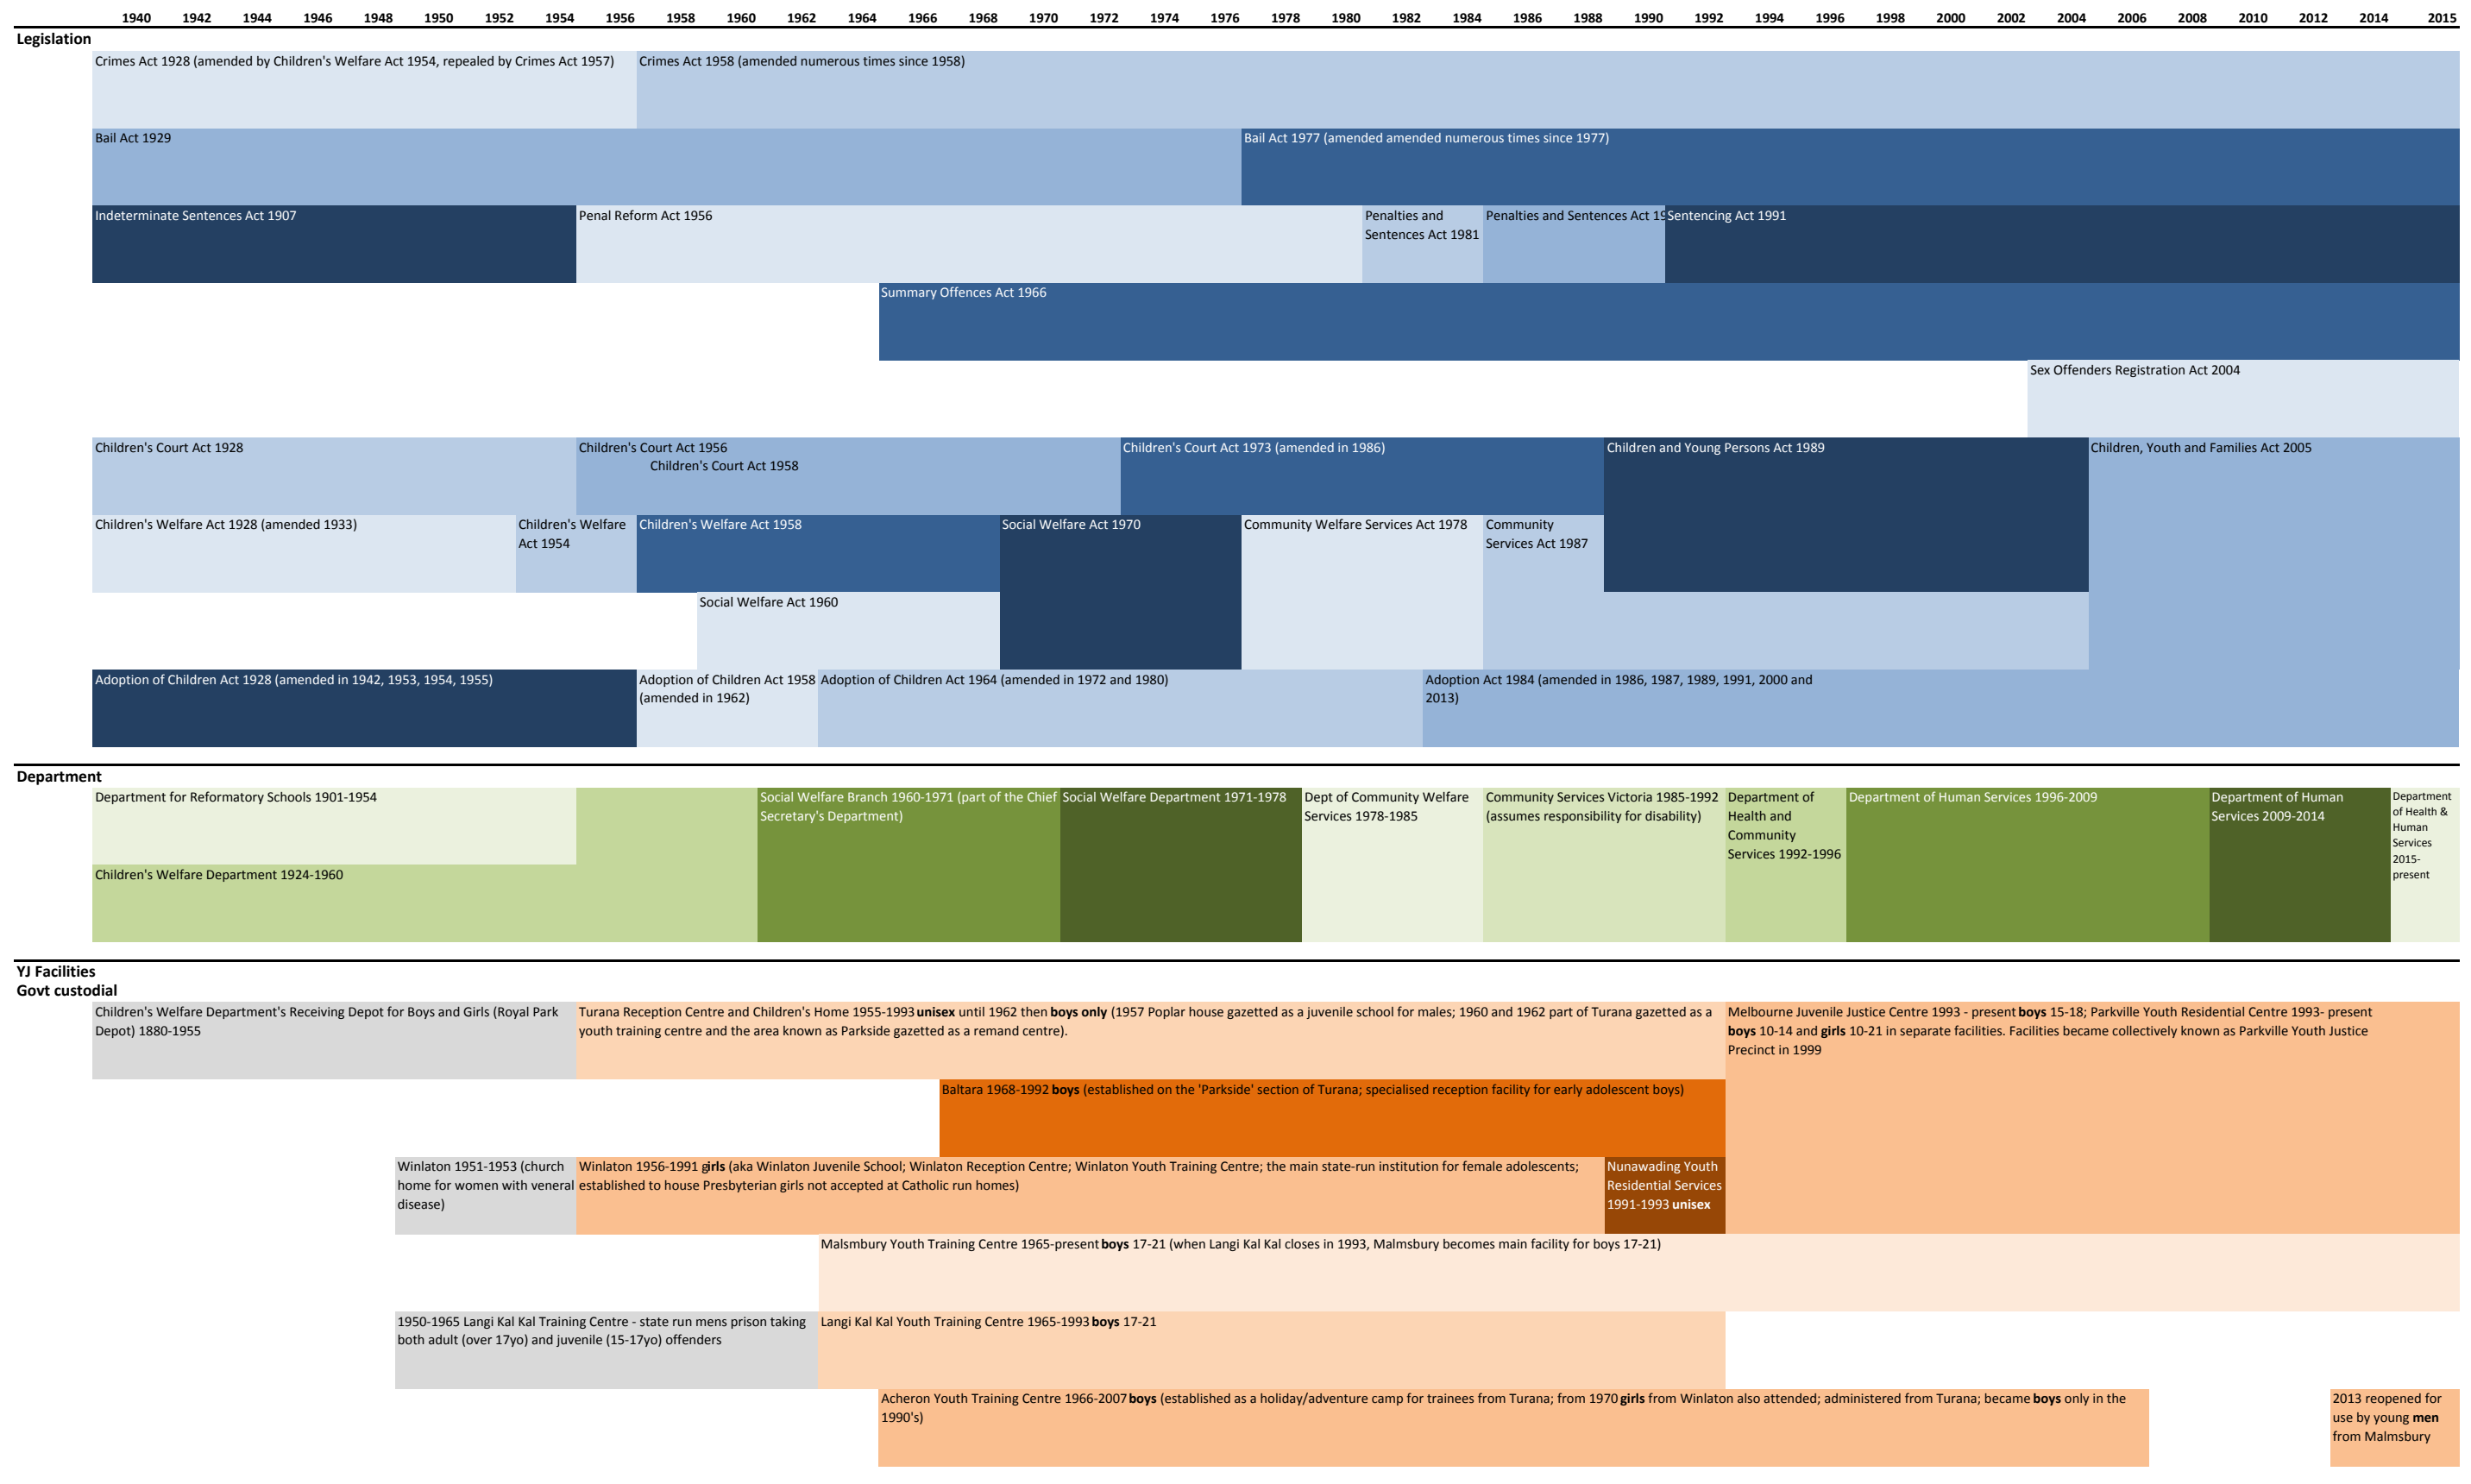 1940 1942 1944 1946 1948 1950 1952 1954 1956 1958 1960 1962 1964 1966 1968 1970 1972 1974 1976 1978 1980 1982 1984 1986 1988 1990 1992 1994 1996 1998 2000 2002 2004 2006 2008 2010 2012 2014 2015
Legislation
Crimes Act 1928 (amended by Children's Welfare Act 1954, repealed by Crimes Act 1957)
Crimes Act 1958 (amended numerous times since 1958)
Bail Act 1929
Bail Act 1977 (amended amended numerous times since 1977)
Indeterminate Sentences Act 1907
Penal Reform Act 1956
Penalties and
Sentences Act 1981
Penalties and Sentences Act 19
Sentencing Act 1991
Summary Offences Act 1966
Sex Offenders Registration Act 2004
Children's Court Act 1928
Children's Court Act 1956
Children's Court Act 1958
Children's Court Act 1973 (amended in 1986)
Children and Young Persons Act 1989
Children, Youth and Families Act 2005
Children's Welfare Act 1928 (amended 1933)
Children's Welfare
Act 1954
Children's Welfare Act 1958
Social Welfare Act 1970
Community Welfare Services Act 1978
Community
Services Act 1987
Social Welfare Act 1960
Adoption of Children Act 1928 (amended in 1942, 1953, 1954, 1955)
Adoption of Children Act 1958
(amended in 1962)
Adoption of Children Act 1964 (amended in 1972 and 1980)
Adoption Act 1984 (amended in 1986, 1987, 1989, 1991, 2000 and
2013)
Department
Department for Reformatory Schools 1901-1954
Children's Welfare Department 1924-1960
Social Welfare Branch 1960-1971 (part of the Chief
Secretary's Department)
Social Welfare Department 1971-1978
Dept of Community Welfare
Services 1978-1985
Community Services Victoria 1985-1992
(assumes responsibility for disability)
Department of
Health and
Community
Services 1992-1996
Department of Human Services 1996-2009
Department of Human
Services 2009-2014
Department
of Health &
Human
Services
2015-
present
YJ Facilities
Govt custodial
Children's Welfare Department's Receiving Depot for Boys and Girls (Royal Park
Depot) 1880-1955
Turana Reception Centre and Children's Home 1955-1993 unisex until 1962 then boys only (1957 Poplar house gazetted as a juvenile school for males; 1960 and 1962 part of Turana gazetted as a
youth training centre and the area known as Parkside gazetted as a remand centre).
Melbourne Juvenile Justice Centre 1993 - present boys 15-18; Parkville Youth Residential Centre 1993- present
boys 10-14 and girls 10-21 in separate facilities. Facilities became collectively known as Parkville Youth Justice
Precinct in 1999
Baltara 1968-1992 boys (established on the 'Parkside' section of Turana; specialised reception facility for early adolescent boys)
Winlaton 1951-1953 (church
home for women with veneral
disease)
Winlaton 1956-1991 girls (aka Winlaton Juvenile School; Winlaton Reception Centre; Winlaton Youth Training Centre; the main state-run institution for female adolescents;
established to house Presbyterian girls not accepted at Catholic run homes)
Nunawading Youth
Residential Services
1991-1993 unisex
Malsmbury Youth Training Centre 1965-present boys 17-21 (when Langi Kal Kal closes in 1993, Malmsbury becomes main facility for boys 17-21)
1950-1965 Langi Kal Kal Training Centre - state run mens prison taking
both adult (over 17yo) and juvenile (15-17yo) offenders
Langi Kal Kal Youth Training Centre 1965-1993 boys 17-21
Acheron Youth Training Centre 1966-2007 boys (established as a holiday/adventure camp for trainees from Turana; from 1970 girls from Winlaton also attended; administered from Turana; became boys only in the
1990's)
2013 reopened for
use by young men
from Malmsbury